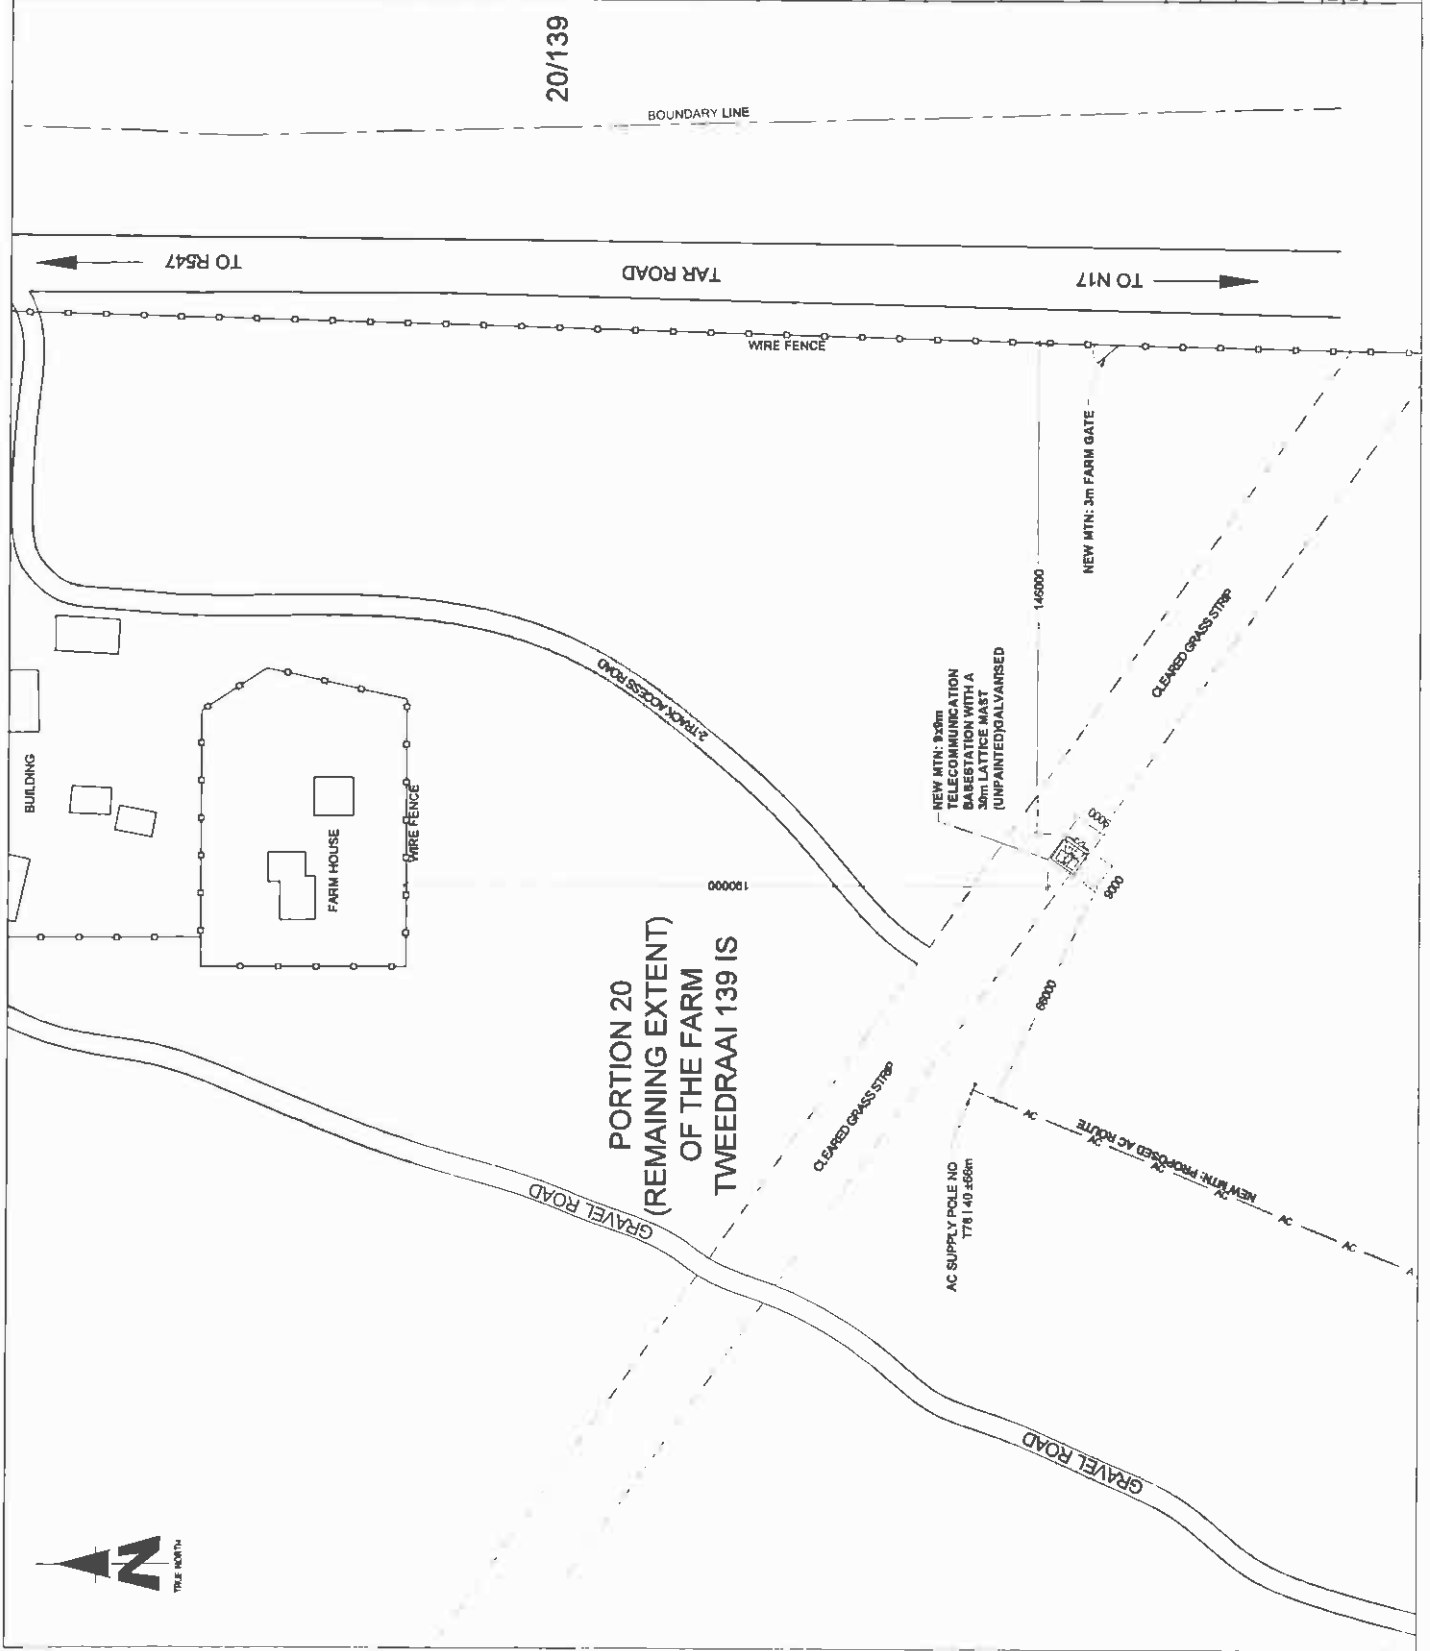 20/139
BOUNDARY LINE
TO R547
TAR ROAD
TO N17
WIRE FENCE
NEW MTN: 3m FARM GATE
146000
CLEARED GRASS STRIP
2-TRACK ACCESS ROAD
NEW MTN: 9x9m
TELECOMMUNICATION
BASESTATION WITH A
30m LATTICE MAST
(UNPAINTED)GALVANISED
BUILDING
FARM HOUSE
WIRE FENCE
9000
9000
66000
PORTION 20
(REMAINING EXTENT)
OF THE FARM
TWEEDRAAI 139 IS
CLEARED GRASS STRIP
GRAVEL ROAD
AC SUPPLY POLE NO
NEW MTN: PROPOSED AC ROUTE
AC
AC
AC
AC
AC
AC
A
GRAVEL ROAD
N
TRUE NORTH